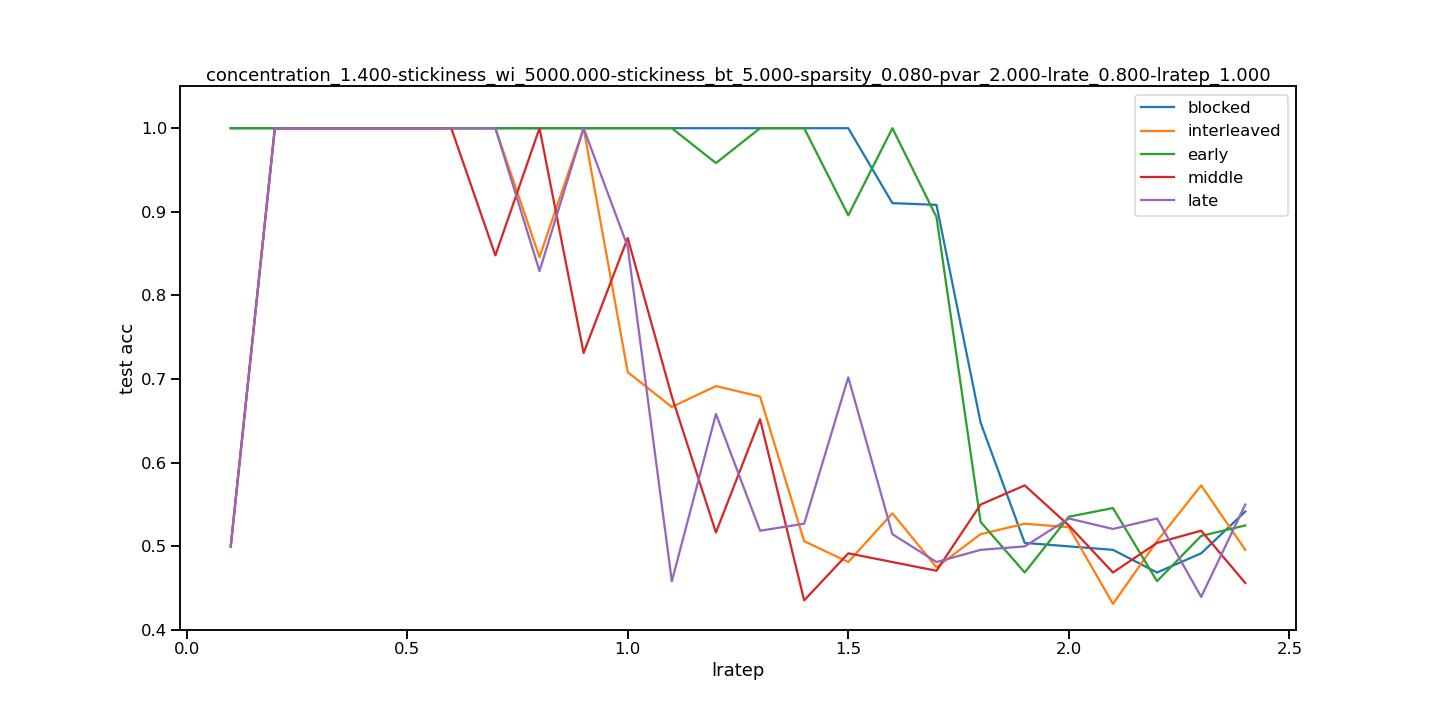 concentration_1.400-stickiness_wi_5000.000-stickiness_bt_5.000-sparsity_0.080-pvar_2.000-lrate_0.800-lratep_1.000
blocked
interleaved
early
middle
late
test acc
1.0
0.9
0.8
0.7
0.6
0.5
0.4
0.0 0.5 1.0 1.5 2.0 2.5
lratep